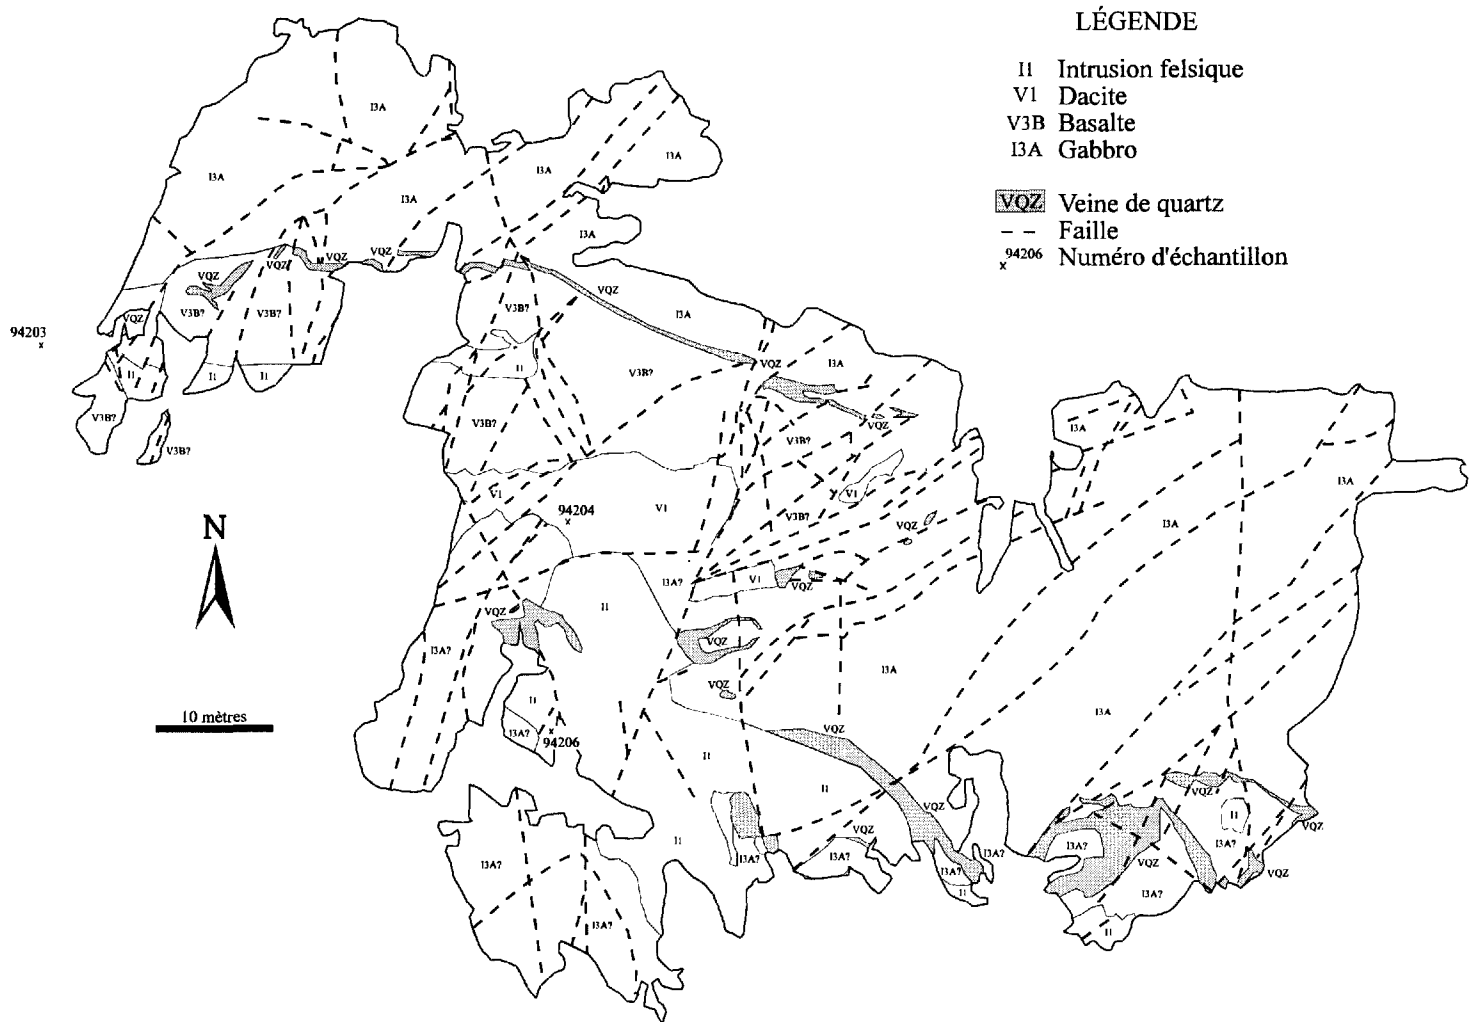 LÉGENDE
I1 Intrusion felsique
V1 Dacite
V3B Basalte
I3A Gabbro
VQZ Veine de quartz
Faille
94206 x Numéro d'échantillon
I3A
I3A
I3A
I3A
I3A
I3A
VQZ
VQZ
VQZ
VQZ
VQZ
I3A
94203
x
VQZ
V3B?
V3B?
V3B?
I1
I1
I1
I1
V3B?
V3B?
V3B?
V3B?
VQZ
I3A
VQZ
V3B?
VQZ
I3A
I3A
I3A
V1
94204
x
V1
V1
V3B?
VQZ
N
I3A?
V1
VQZ
I1
VQZ
I3A?
VQZ
I3A
I1
VQZ
10 mètres
I3A?
94206
x
VQZ
I3A
I1
I1
VQZ
VQZ
VQZ
I1
VQZ
I1
I3A?
I3A?
I3A?
I3A?
I3A?
I3A?
VQZ
I3A?
VQZ
I3A?
I1
I3A?
I1